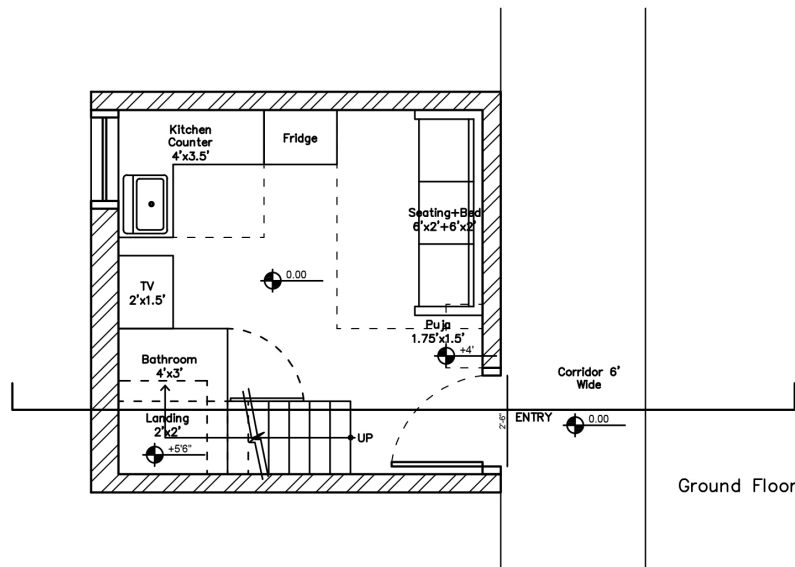 Kitchen
Counter
4'x3.5'
Fridge
Seating+Bed
6'x2'+6'x2'
0.00
TV
2'x1.5'
Puja
1.75'x1.5'
+4'
Bathroom
4'x3'
Corridor 6'
Wide
Landing
2'x2'
ENTRY
2'-6"
0.00
UP
+5'6"
Ground Floor